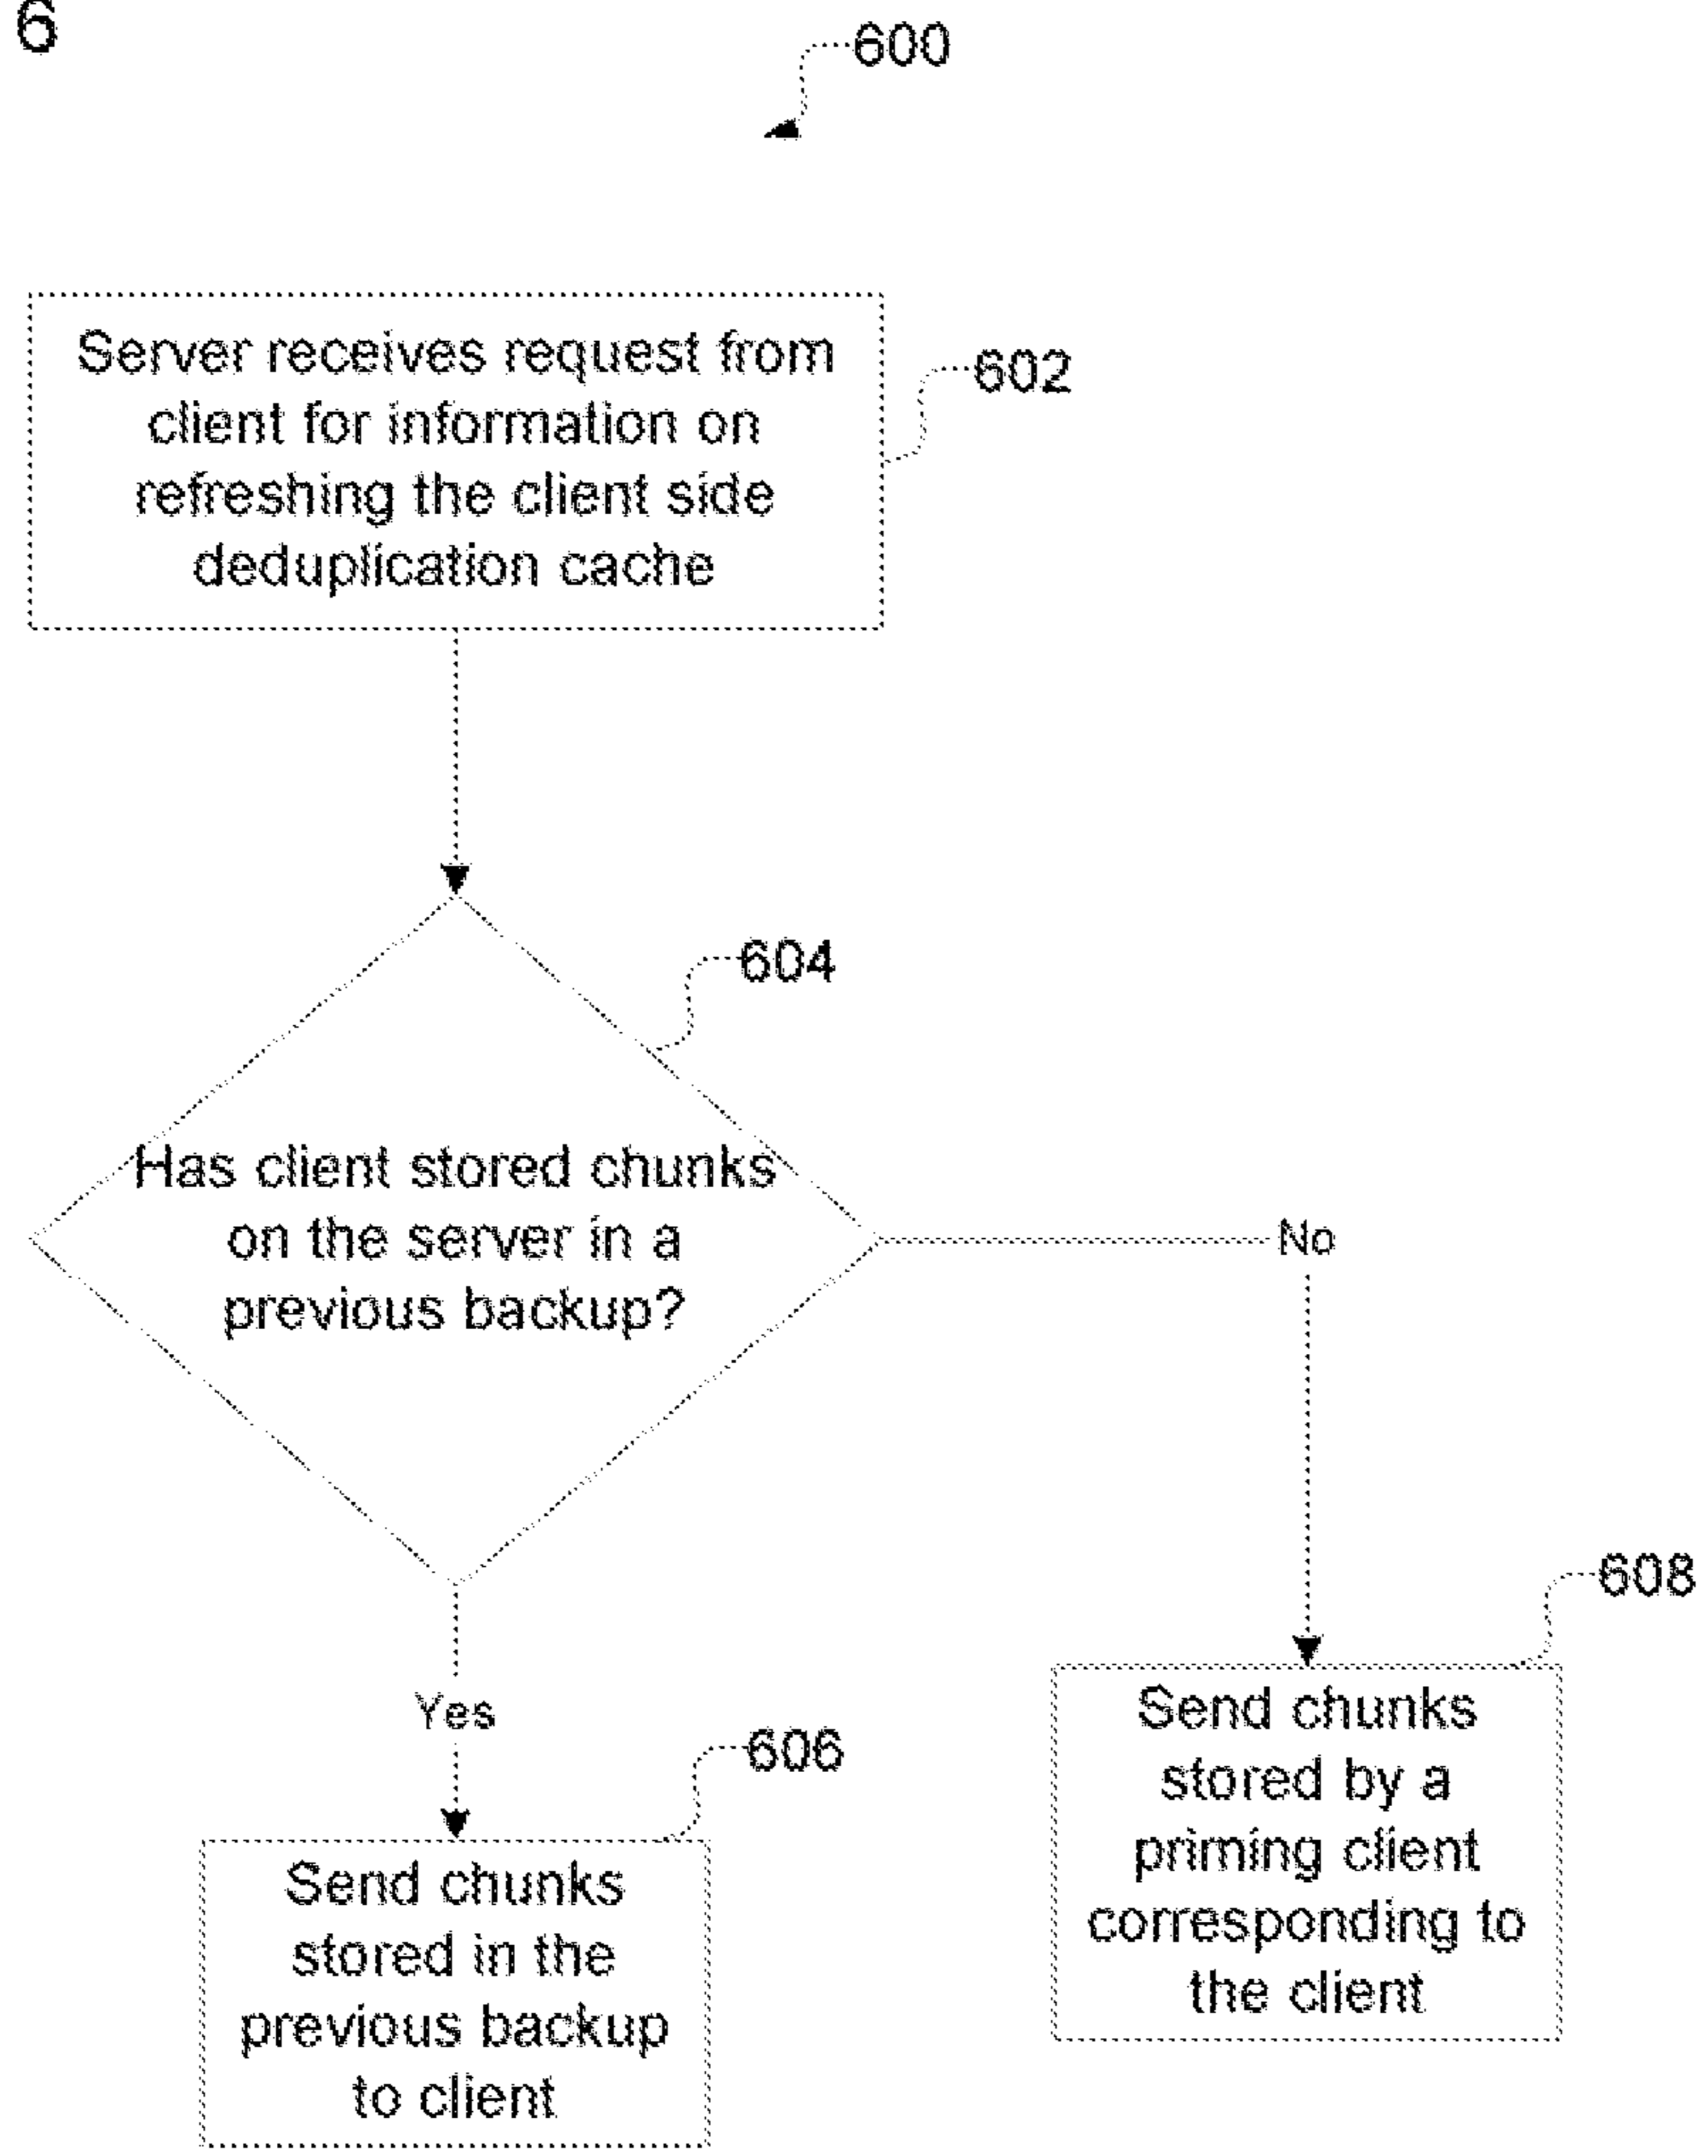 6
600
Server receives request from
client for information on
refreshing the client side
deduplication cache
602
604
Has client stored chunks
on the server in a
previous backup?
No
Yes
606
Send chunks
stored in the
previous backup
to client
608
Send chunks
stored by a
priming client
corresponding to
the client